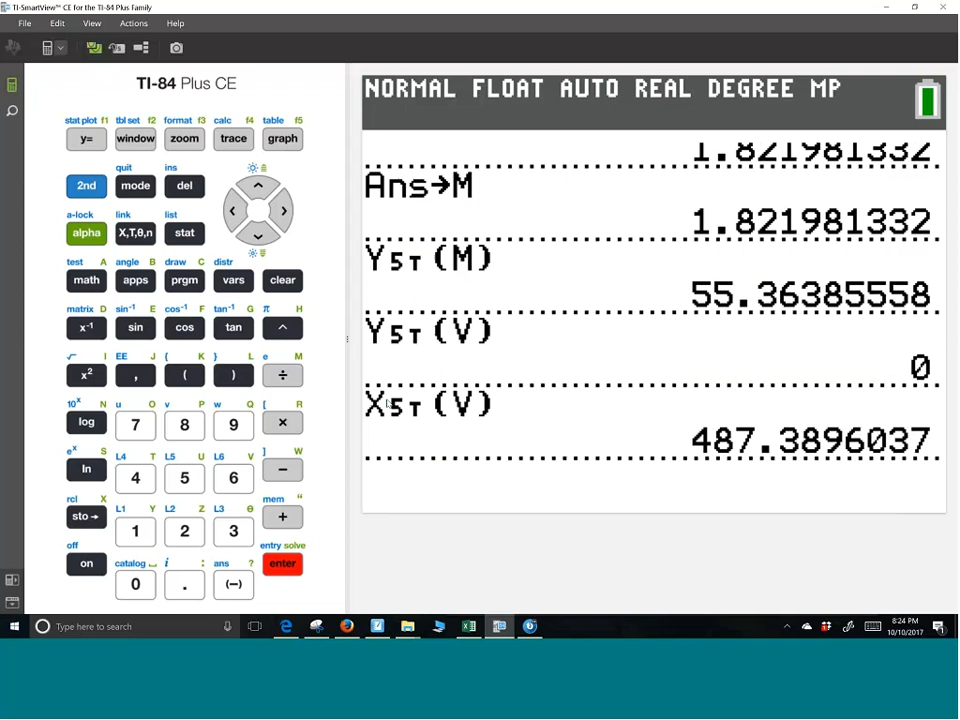 TI-SmartView™ CE for the TI-84 Plus Family
File Edit View Actions Help
TI-84 Plus CE
stat plot f1 tbl set f2 format f3 calc f4 table f5
y= window zoom trace graph
quit ins
2nd mode del
a-lock link list
alpha X,T,θ,n stat
test A angle B draw C distr
math apps prgm vars clear
matrix D sin⁻¹ E cos⁻¹ F tan⁻¹ G π H
x⁻¹ sin cos tan ^
√ I EE J { K } L e M
x² , ( ) ÷
10ˣ N u O v P w Q [ R
log 7 8 9 ×
eˣ S L4 T L5 U L6 V ] W
ln 4 5 6 −
rcl X L1 Y L2 Z L3 θ mem "
sto→ 1 2 3 +
off catalog i : ans ? entry solve
on 0 . (−) enter
NORMAL FLOAT AUTO REAL DEGREE MP
1.821981332
Ans→M
1.821981332
Y5T(M)
55.36385558
Y5T(V)
0
X5T(V)
487.3896037
Type here to search
8:24 PM
10/10/2017